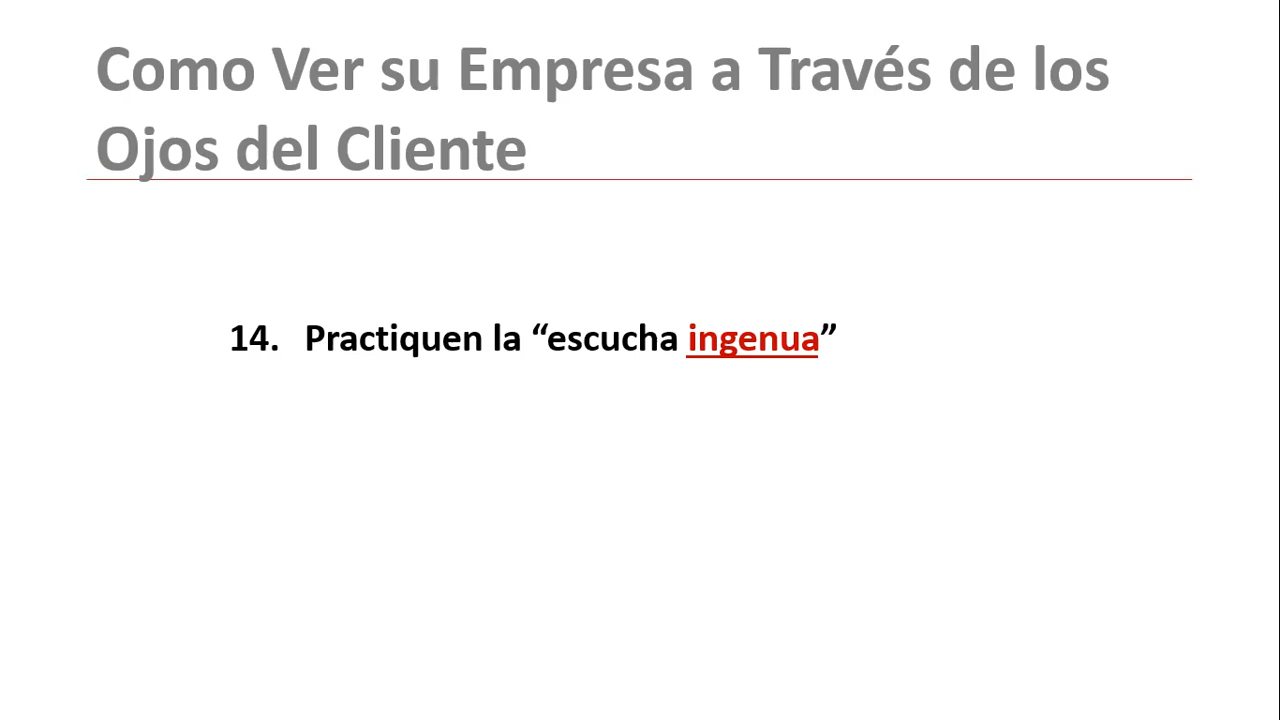 Como Ver su Empresa a Través de los
Ojos del Cliente
14. Practiquen la “escucha ingenua”